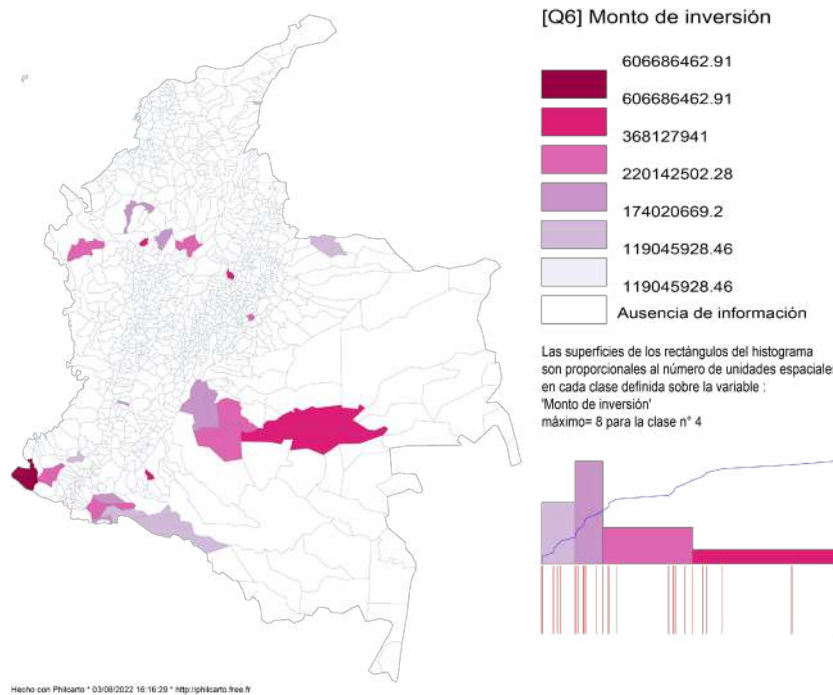 [Q6] Monto de inversión
606686462.91
606686462.91
368127941
220142502.28
174020669.2
119045928.46
119045928.46
Ausencia de información
Las superficies de los rectángulos del histograma
son proporcionales al número de unidades espaciales
en cada clase definida sobre la variable :
'Monto de inversión'
máximo= 8 para la clase n° 4
Hecho con Philcarto * 03/08/2022 16:16:29 * http://philcarto.free.fr